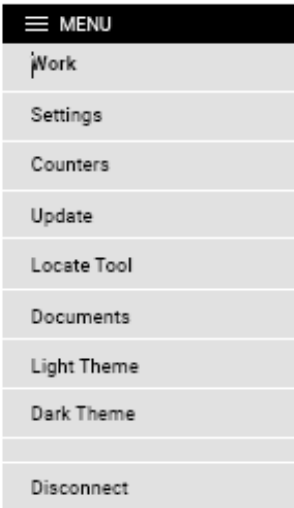 MENU
Work
Settings
Counters
Update
Locate Tool
Documents
Light Theme
Dark Theme
Disconnect